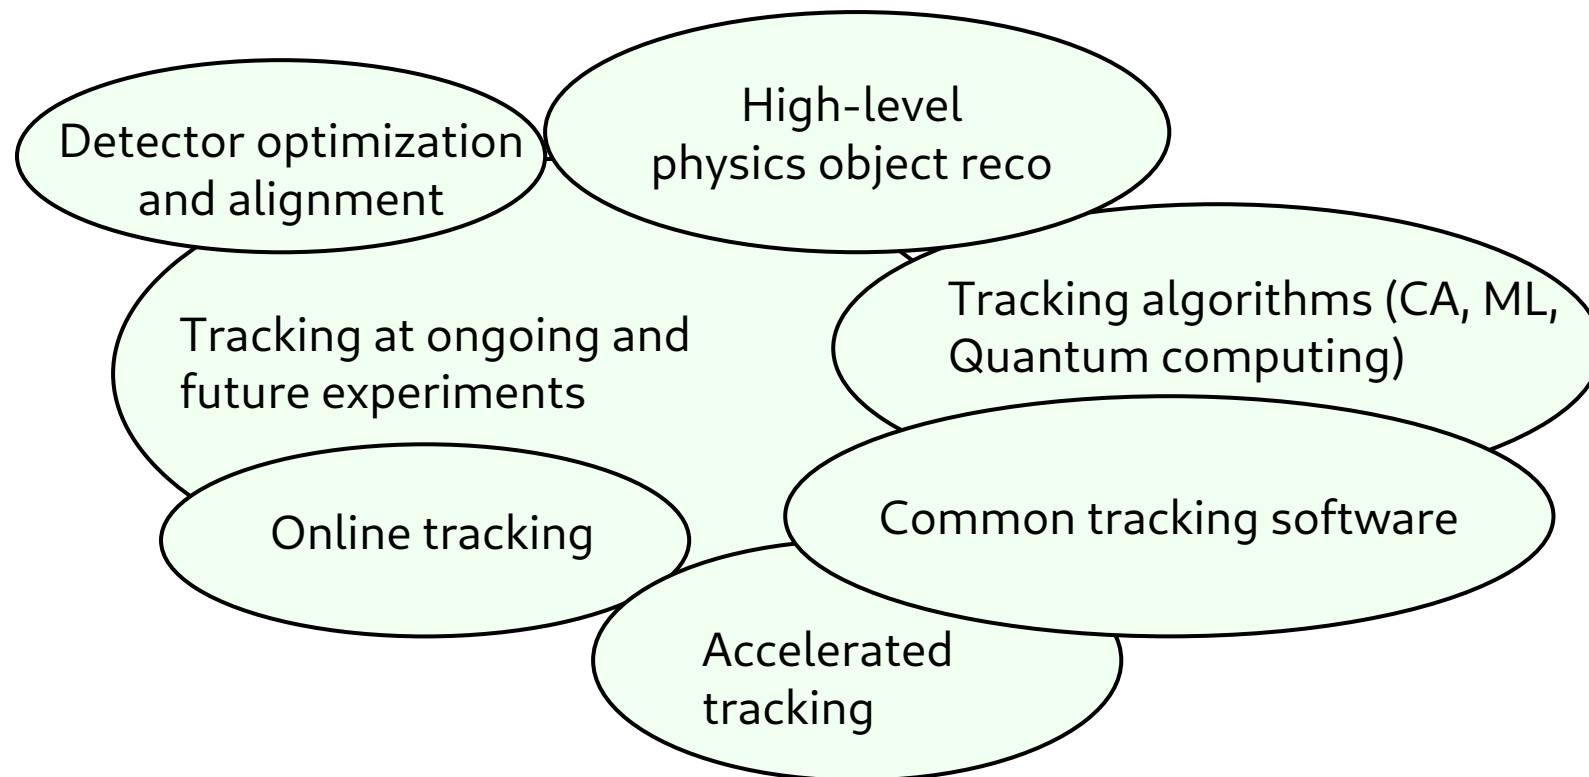 Detector optimization
and alignment
High-level
physics object reco
Tracking algorithms (CA, ML,
Quantum computing)
Tracking at ongoing and
future experiments
Online tracking
Common tracking software
Accelerated
tracking